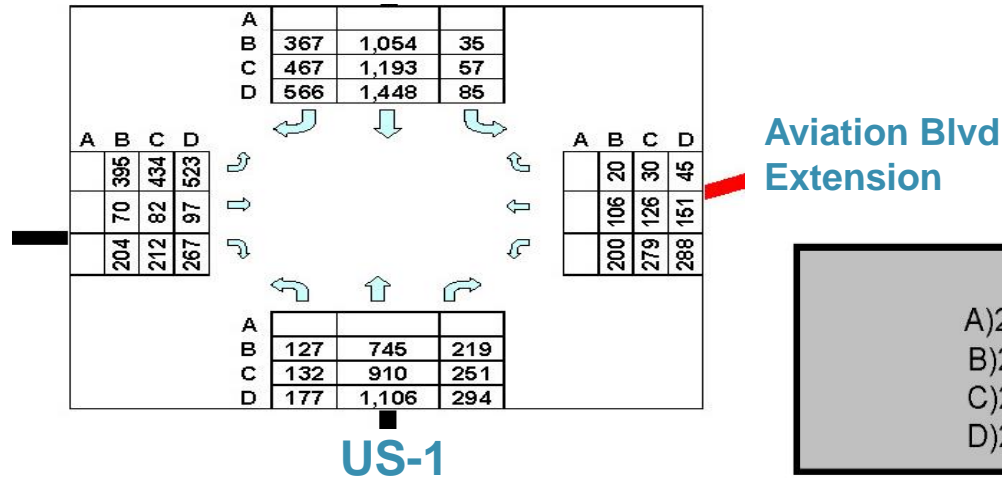 A
B 367 1,054 35
C 467 1,193 57
D 566 1,448 85
A B C D
395 434 523
70 82 97
204 212 267
A B C D
20 30 45
106 126 151
200 279 288
Aviation Blvd
Extension
A
B 127 745 219
C 132 910 251
D 177 1,106 294
US-1
A)2
B)2
C)2
D)2